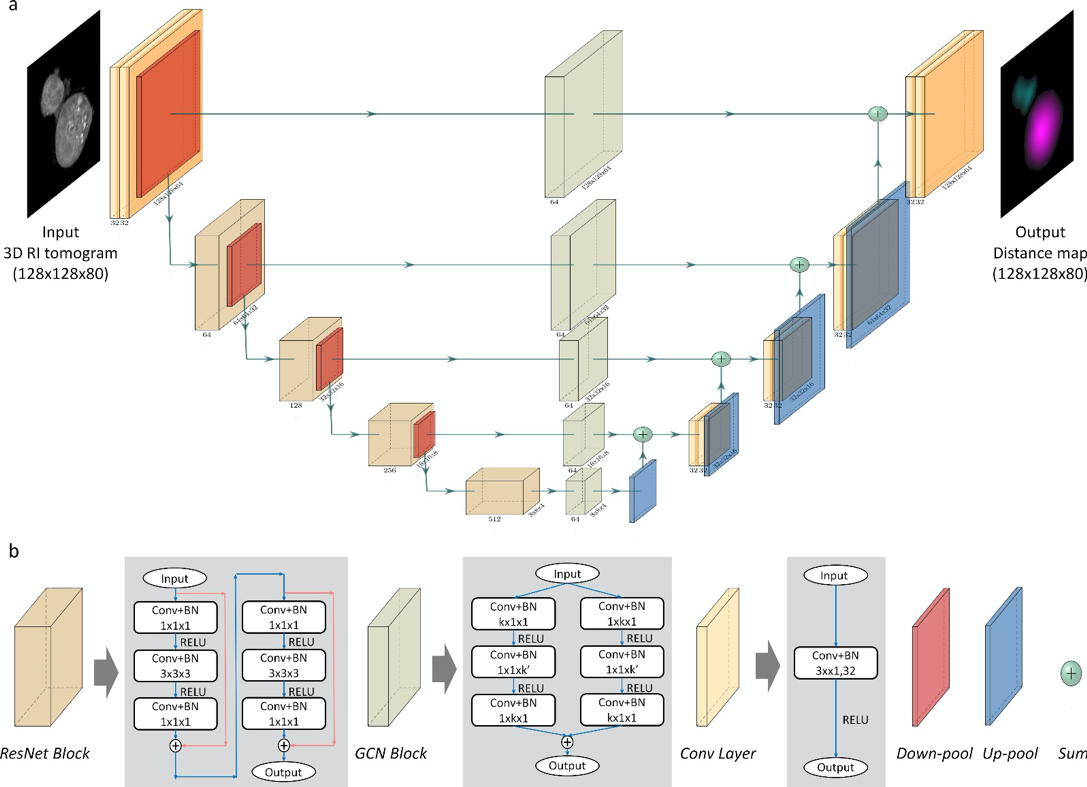 a
Input
3D RI tomogram
(128x128x80)
32 32
128x128x64
64
128x128x64
32 32
128x128x64
Output
Distance map
(128x128x80)
64
64x64x32
64
64x64x32
32 32
64x64x32
128
32x32x16
64
32x32x16
32 32
32x32x16
256
16x16x8
64
16x16x8
32 32
32x32x16
512
8x8x4
64
8x8x4
b
ResNet Block
Input
Conv+BN
1x1x1
RELU
Conv+BN
3x3x3
RELU
Conv+BN
1x1x1
Conv+BN
1x1x1
RELU
Conv+BN
3x3x3
RELU
Conv+BN
1x1x1
Output
GCN Block
Input
Conv+BN
kx1x1
RELU
Conv+BN
1x1xk'
RELU
Conv+BN
1xkx1
Conv+BN
1xkx1
RELU
Conv+BN
1x1xk'
RELU
Conv+BN
kx1x1
Output
Conv Layer
Input
Conv+BN
3xx1,32
RELU
Output
Down-pool
Up-pool
Sum